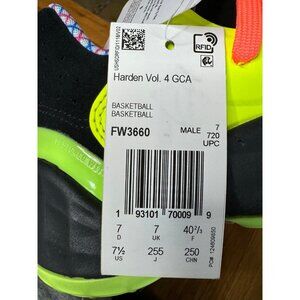 RFID
Harden Vol. 4 GCA
BASKETBALL
BASKETBALL
FW3660
MALE
7
720
UPC
1 93101 70009 9
7 7 40⅔
D UK F
7½ 255 250
US J CHN